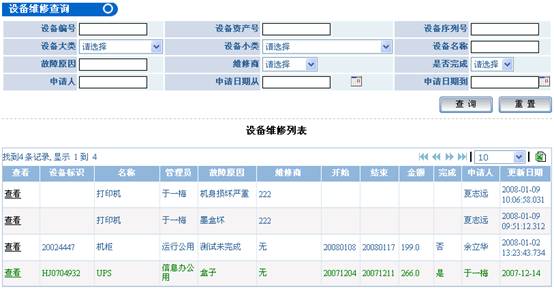 设备维修查询
设备编号 设备资产号 设备序列号
设备大类 请选择 设备小类 请选择 设备名称
故障原因 维修商 请选择 是否完成 请选择
申请人 申请日期从 申请日期到
查 询 重 置
设备维修列表
找到4条记录, 显示 1 到 4 10
查看 设备标识 名称 管理员 故障原因 维修商 开始 结束 金额 完成 申请人 更新日期
查看 打印机 于一梅 机身损坏严重 222 夏志远 2008-01-09 10:06:58.031
查看 打印机 于一梅 墨盒坏 222 夏志远 2008-01-09 09:51:12.312
查看 20024447 机柜 运行公用 测试未完成 无 20080108 20080117 199.0 否 余立华 2008-01-02 13:23:43.734
查看 HJ0704932 UPS 信息办公用 盒子 无 20071204 20071211 266.0 是 于一梅 2007-12-14